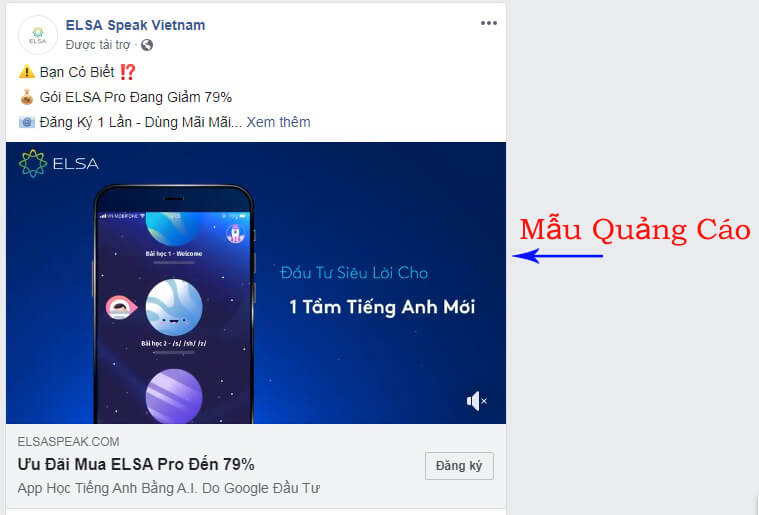 ELSA Speak Vietnam
Được tài trợ ·
ELSA
⚠️ Bạn Có Biết ⁉️
💰 Gói ELSA Pro Đang Giảm 79%
📧 Đăng Ký 1 Lần - Dùng Mãi Mãi... Xem thêm
ELSA
VN MOBIFONE
Bài học 1 - Welcome
Đầu Tư Siêu Lời Cho
1 Tầm Tiếng Anh Mới
Bài học 2 - /s/ /sh/ /z/
Mẫu Quảng Cáo
ELSASPEAK.COM
Ưu Đãi Mua ELSA Pro Đến 79%
Đăng ký
App Học Tiếng Anh Bằng A.I. Do Google Đầu Tư